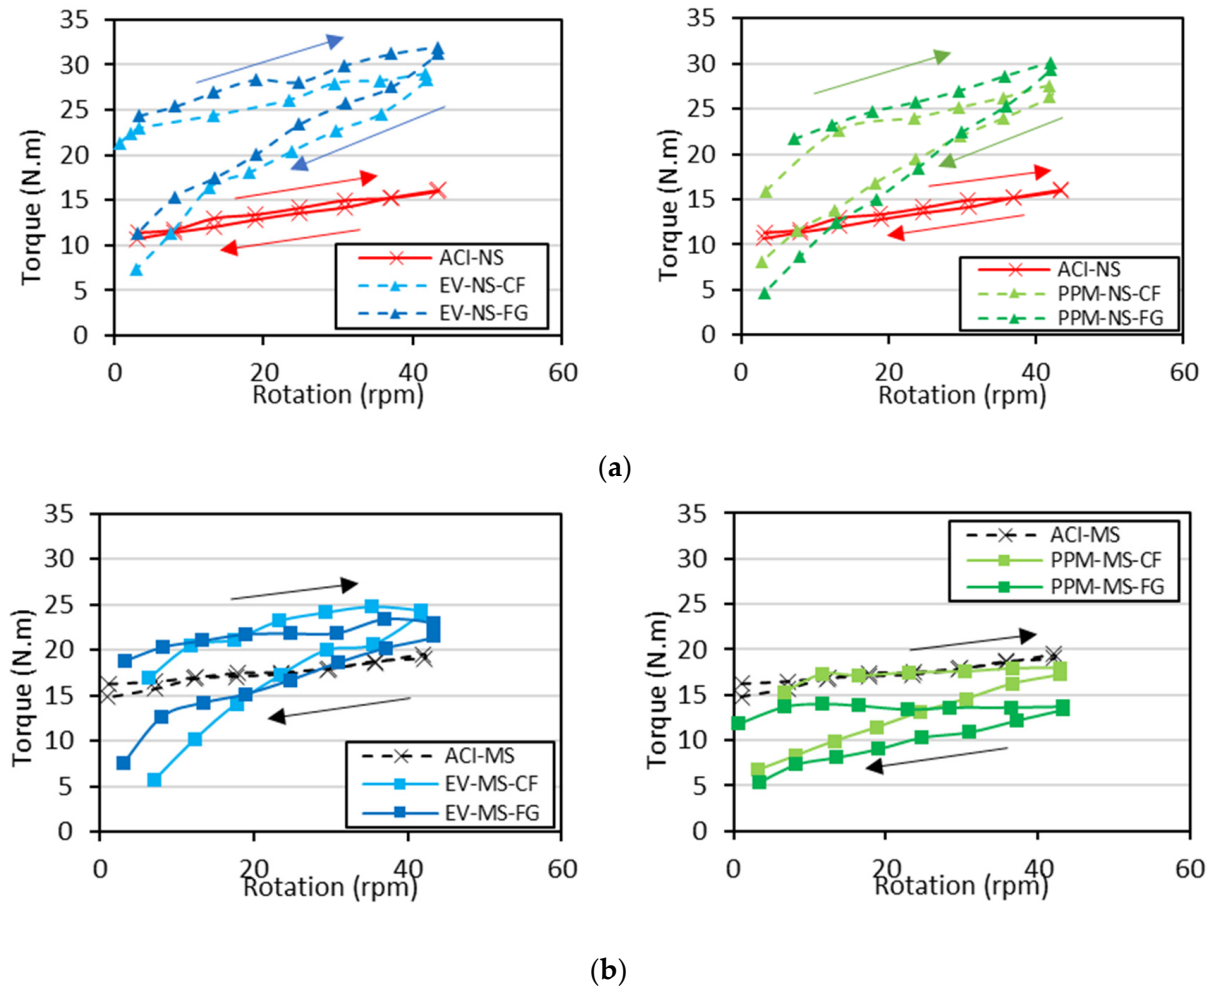 35
30
25
20
15
10
5
0
Torque (N.m)
ACI-NS
EV-NS-CF
EV-NS-FG
0 20 40 60
Rotation (rpm)
35
30
25
20
15
10
5
0
Torque (N.m)
ACI-NS
PPM-NS-CF
PPM-NS-FG
0 20 40 60
Rotation (rpm)
(a)
35
30
25
20
15
10
5
0
Torque (N.m)
ACI-MS
EV-MS-CF
EV-MS-FG
0 20 40 60
Rotation (rpm)
35
30
25
20
15
10
5
0
Torque (N.m)
ACI-MS
PPM-MS-CF
PPM-MS-FG
0 20 40 60
Rotation (rpm)
(b)